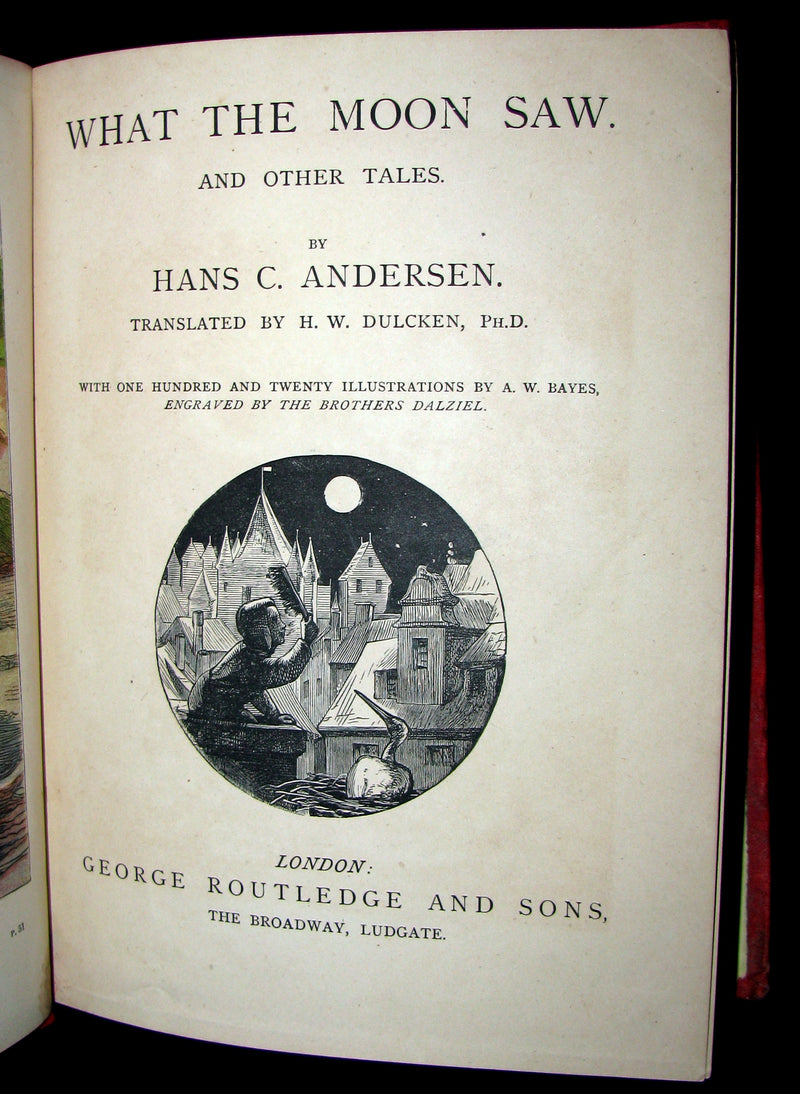 WHAT THE MOON SAW.
AND OTHER TALES.
BY
HANS C. ANDERSEN.
TRANSLATED BY H. W. DULCKEN, PH.D.
WITH ONE HUNDRED AND TWENTY ILLUSTRATIONS BY A. W. BAYES,
ENGRAVED BY THE BROTHERS DALZIEL.
LONDON:
GEORGE ROUTLEDGE AND SONS,
THE BROADWAY, LUDGATE.
P. 31